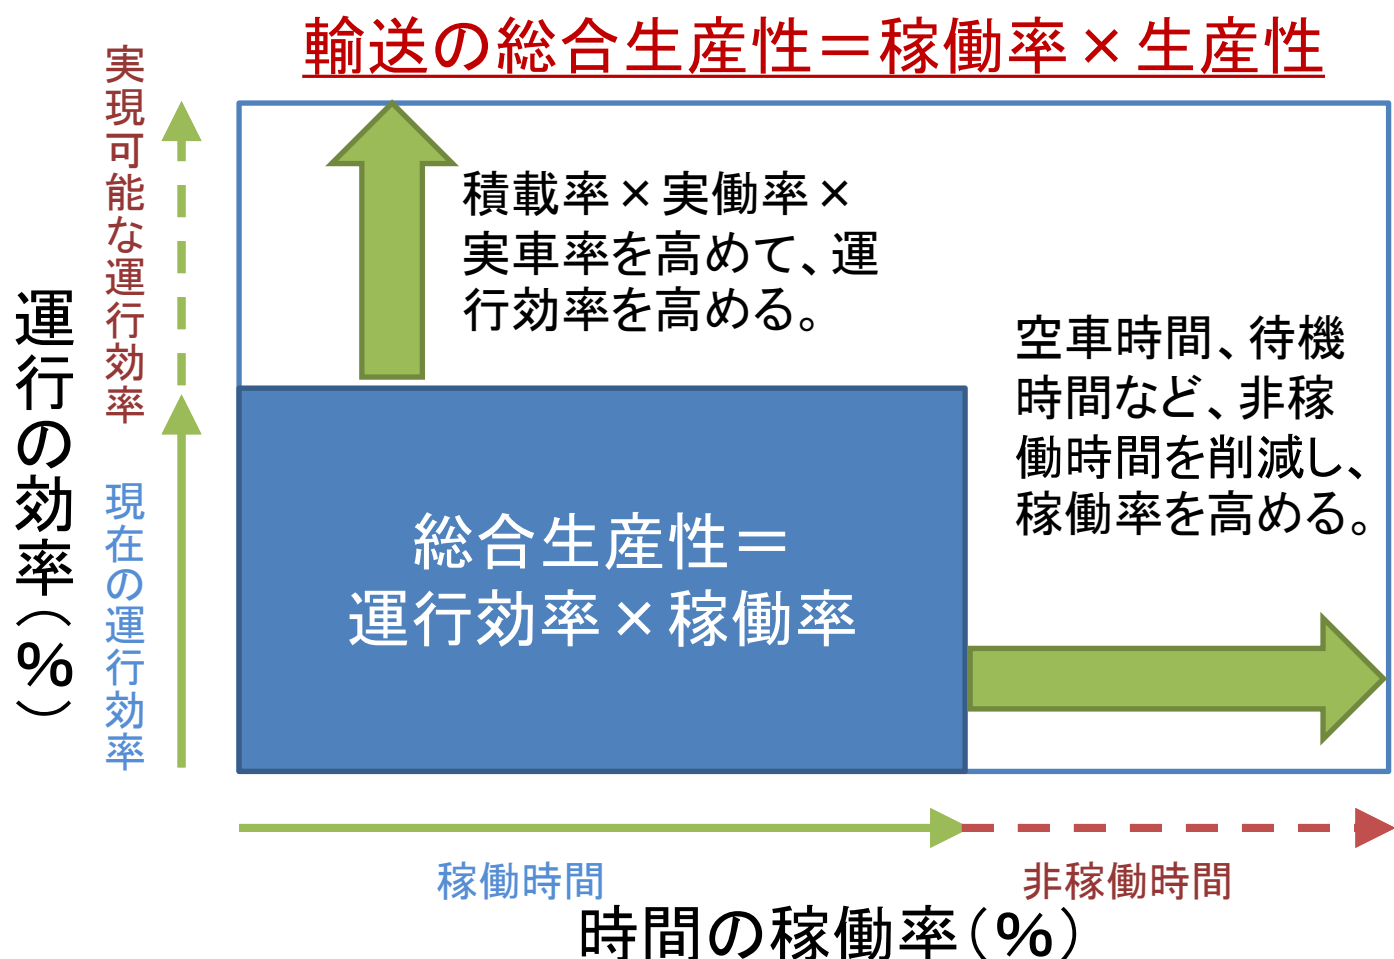 輸送の総合生産性＝稼働率×生産性
運行の効率（％）
実現可能な運行効率
現在の運行効率
積載率×実働率×
実車率を高めて、運
行効率を高める。
空車時間、待機
時間など、非稼
働時間を削減し、
稼働率を高める。
総合生産性＝
運行効率×稼働率
稼働時間
非稼働時間
時間の稼働率（％）